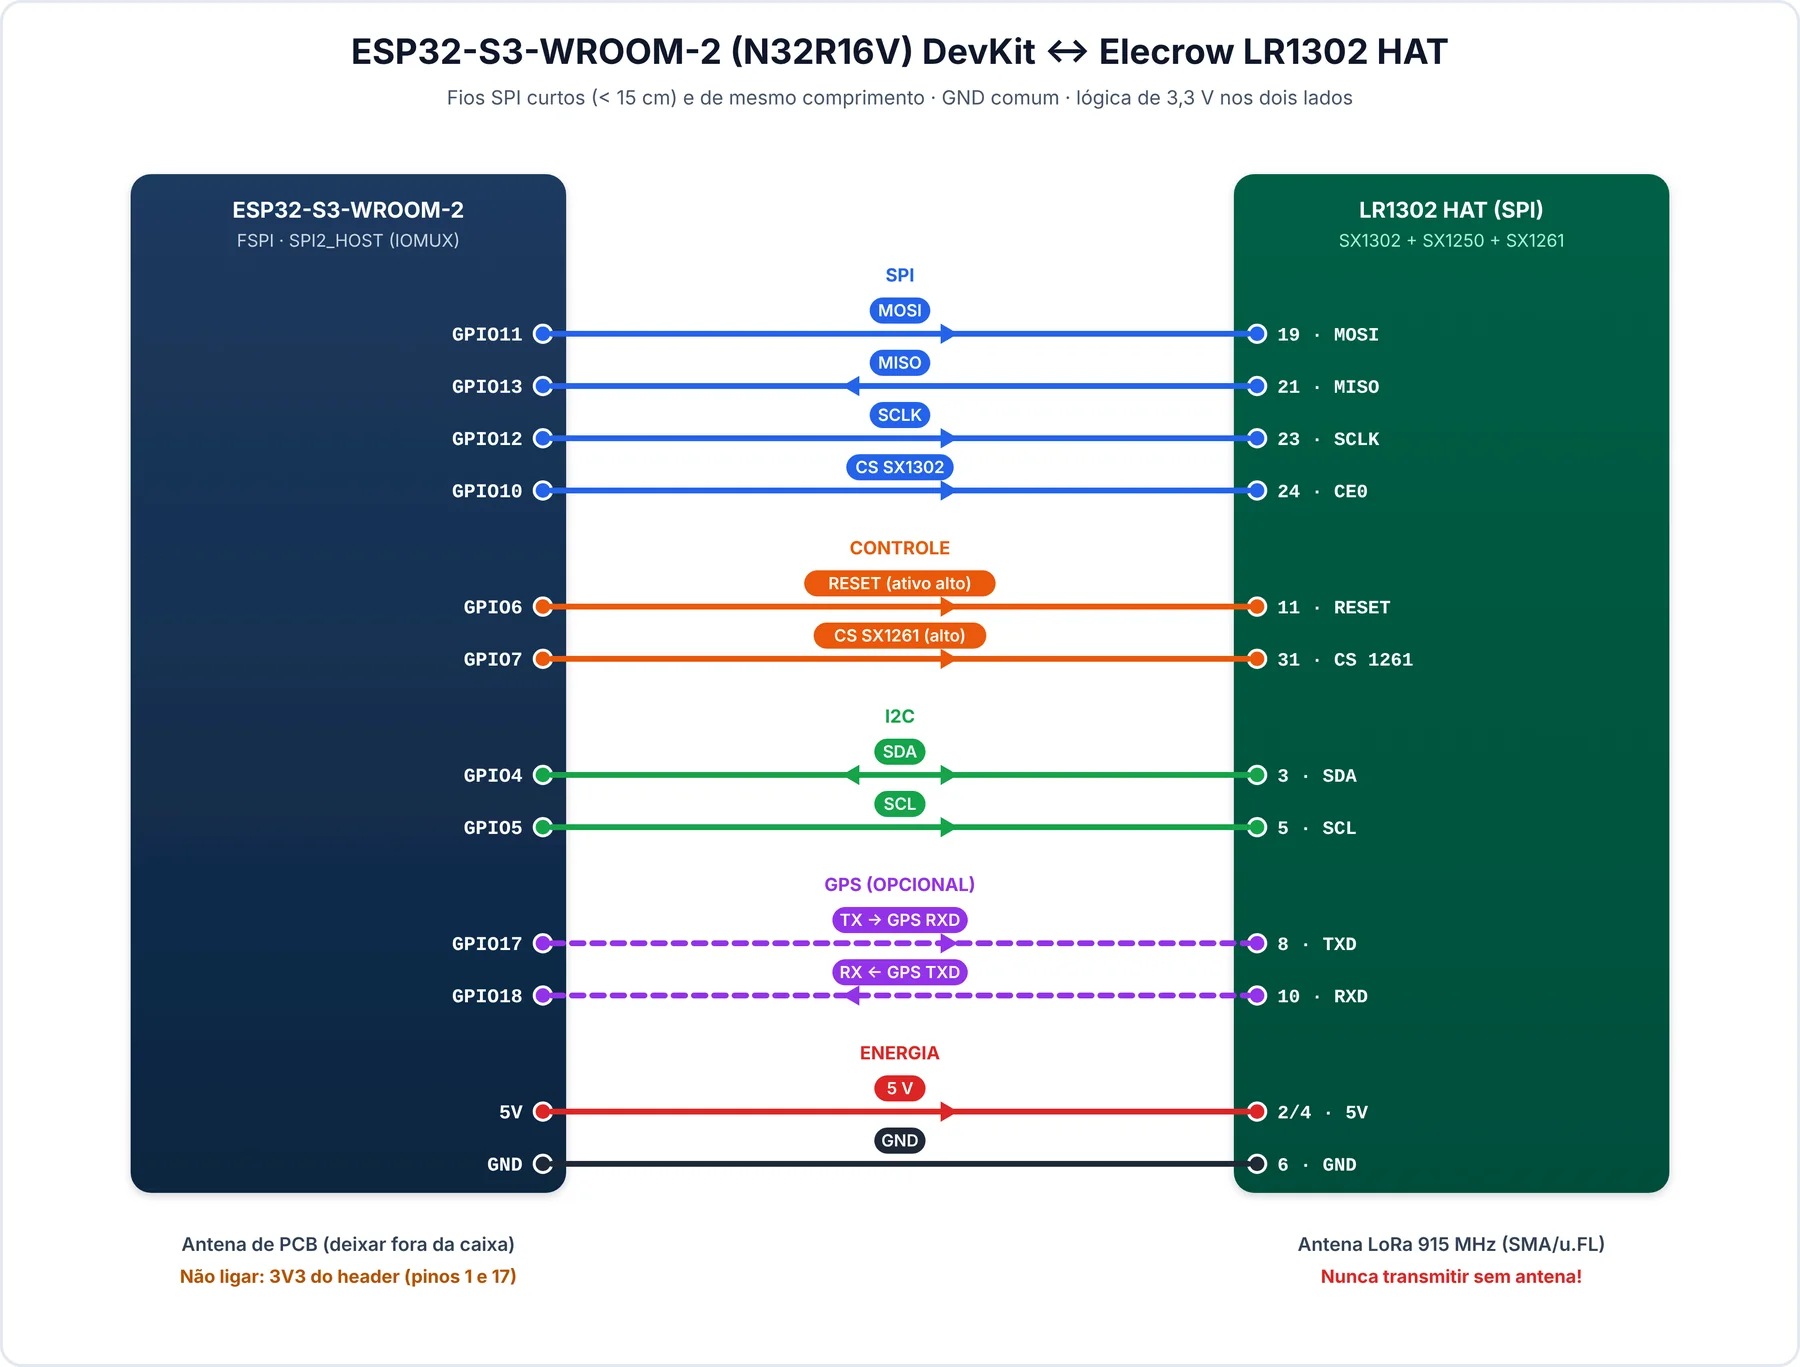 ESP32-S3-WROOM-2 (N32R16V) DevKit ↔ Elecrow LR1302 HAT
Fios SPI curtos (< 15 cm) e de mesmo comprimento · GND comum · lógica de 3,3 V nos dois lados
ESP32-S3-WROOM-2
FSPI · SPI2_HOST (IOMUX)
LR1302 HAT (SPI)
SX1302 + SX1250 + SX1261
SPI
MOSI
GPIO11
19 · MOSI
MISO
GPIO13
21 · MISO
SCLK
GPIO12
23 · SCLK
CS SX1302
GPIO10
24 · CE0
CONTROLE
RESET (ativo alto)
GPIO6
11 · RESET
CS SX1261 (alto)
GPIO7
31 · CS 1261
I2C
SDA
GPIO4
3 · SDA
SCL
GPIO5
5 · SCL
GPS (OPCIONAL)
TX → GPS RXD
GPIO17
8 · TXD
RX ← GPS TXD
GPIO18
10 · RXD
ENERGIA
5 V
5V
2/4 · 5V
GND
GND
6 · GND
Antena de PCB (deixar fora da caixa)
Não ligar: 3V3 do header (pinos 1 e 17)
Antena LoRa 915 MHz (SMA/u.FL)
Nunca transmitir sem antena!